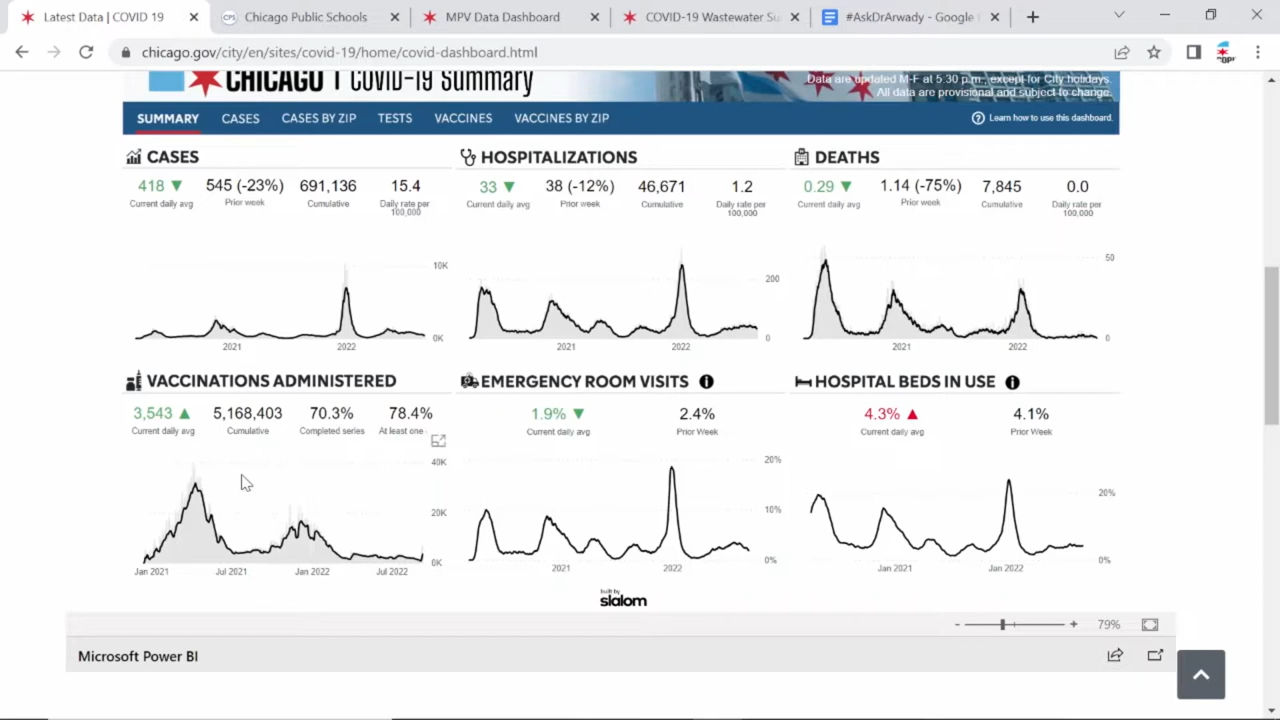 Latest Data | COVID 19
Chicago Public Schools
MPV Data Dashboard
COVID-19 Wastewater Su
#AskDrArwady - Google
chicago.gov/city/en/sites/covid-19/home/covid-dashboard.html
CHICAGO | Covid-19 Summary
Data are updated M-F at 5:30 p.m., except for City holidays.
All data are provisional and subject to change.
SUMMARY CASES CASES BY ZIP TESTS VACCINES VACCINES BY ZIP
Learn how to use this dashboard.
CASES
418 ▼ 545 (-23%) 691,136 15.4
Current daily avg Prior week Cumulative Daily rate per
100,000
10K
0K
2021 2022
HOSPITALIZATIONS
33 ▼ 38 (-12%) 46,671 1.2
Current daily avg Prior week Cumulative Daily rate per
100,000
200
0
2021 2022
DEATHS
0.29 ▼ 1.14 (-75%) 7,845 0.0
Current daily avg Prior week Cumulative Daily rate per
100,000
50
0
2021 2022
VACCINATIONS ADMINISTERED
3,543 ▲ 5,168,403 70.3% 78.4%
Current daily avg Cumulative Completed series At least one
40K
20K
0K
Jan 2021 Jul 2021 Jan 2022 Jul 2022
EMERGENCY ROOM VISITS
1.9% ▼ 2.4%
Current daily avg Prior Week
20%
10%
0%
2021 2022
HOSPITAL BEDS IN USE
4.3% ▲ 4.1%
Current daily avg Prior Week
20%
0%
Jan 2021 Jan 2022
built by
slalom
- + 79%
Microsoft Power BI